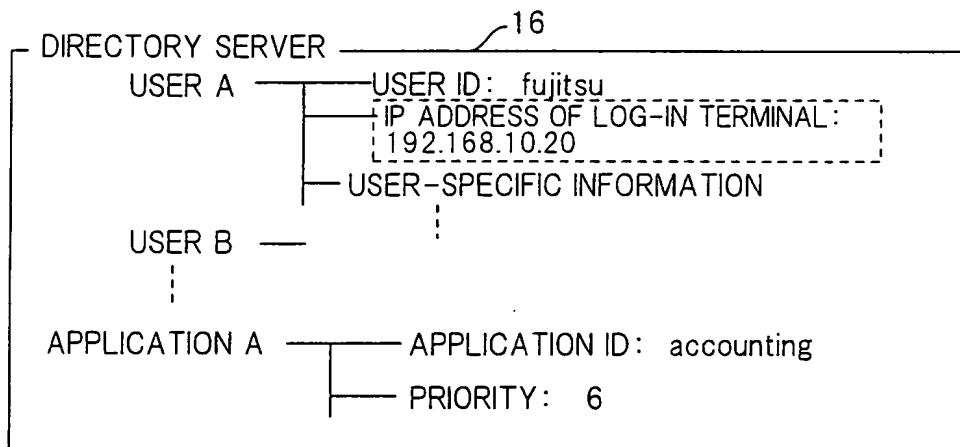 16
DIRECTORY SERVER
USER A
USER ID: fujitsu
IP ADDRESS OF LOG-IN TERMINAL:
192.168.10.20
USER-SPECIFIC INFORMATION
USER B
APPLICATION A
APPLICATION ID: accounting
PRIORITY: 6